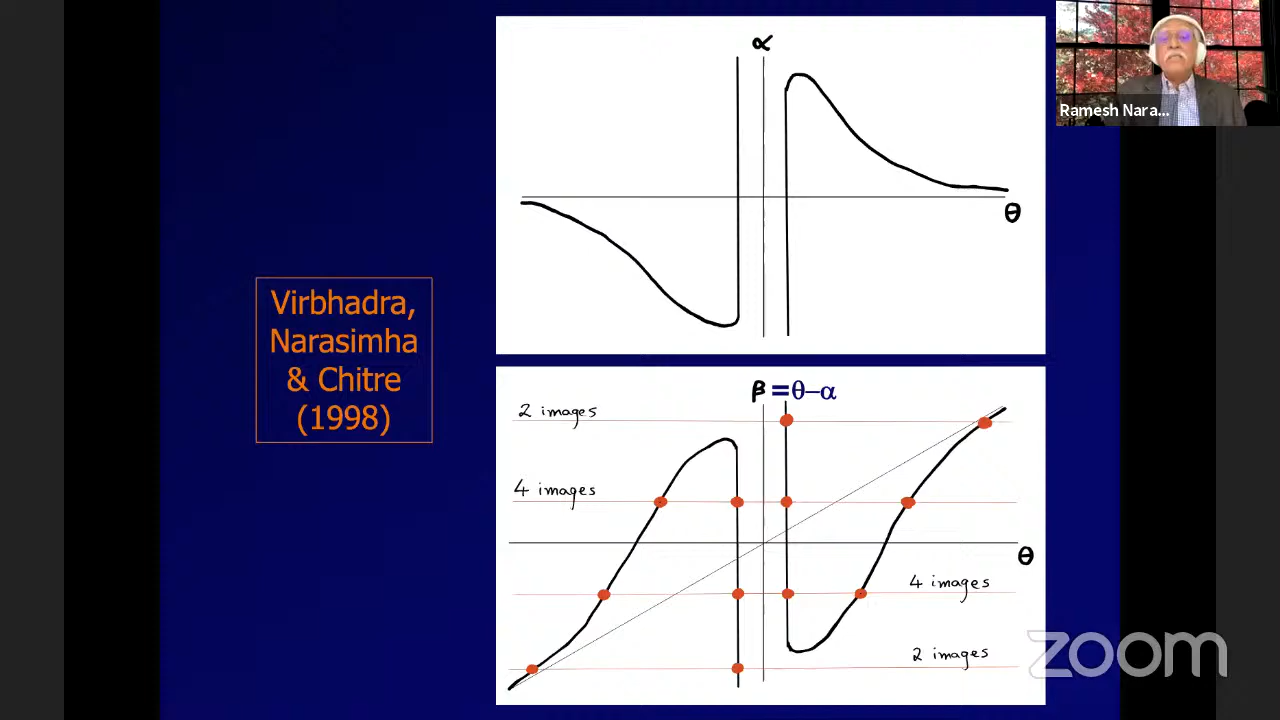 α
Ramesh Nara...
θ
Virbhadra,
Narasimha
& Chitre
(1998)
β =θ–α
2 images
4 images
θ
4 images
2 images
zoom